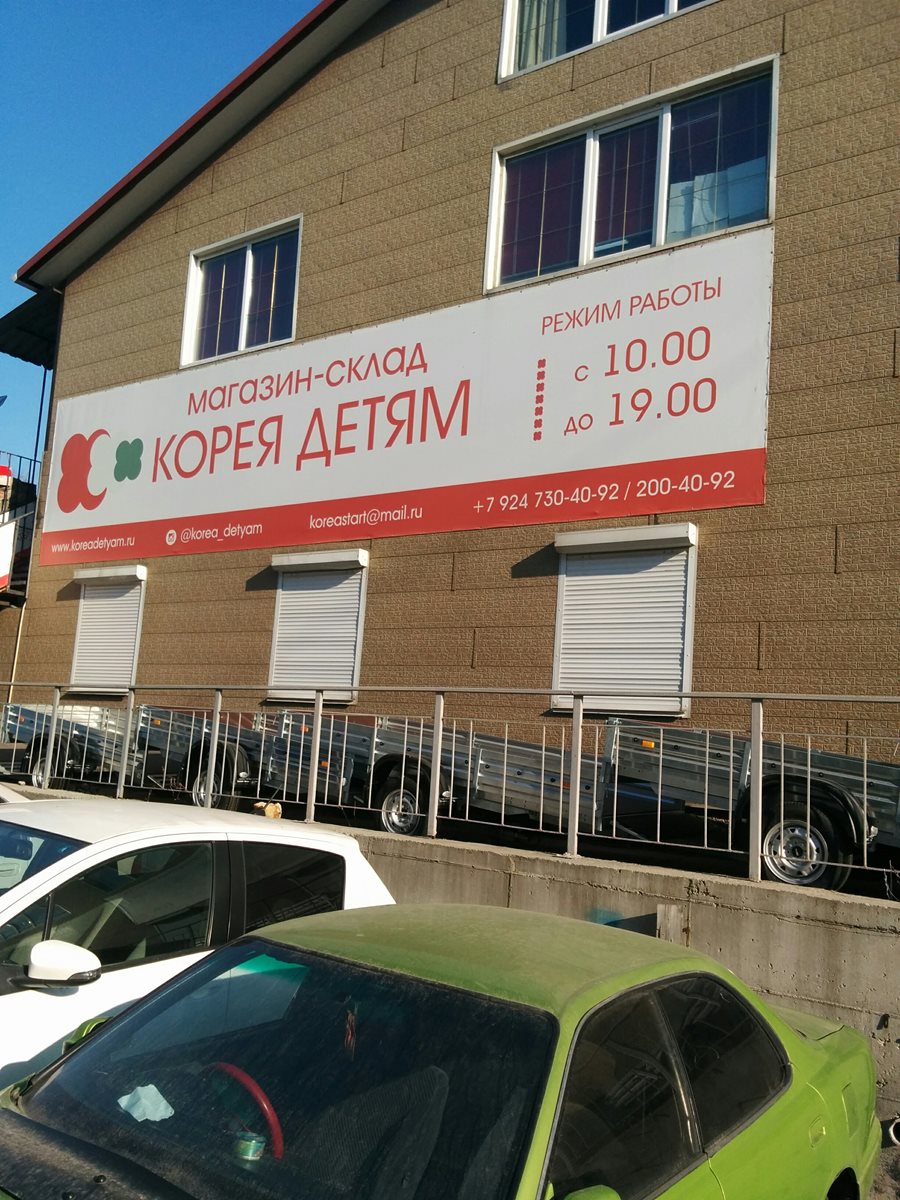 магазин-склад
КОРЕЯ ДЕТЯМ
РЕЖИМ РАБОТЫ
с 10.00
до 19.00
www.koreadetyam.ru @korea_detyam koreastart@mail.ru +7 924 730-40-92 / 200-40-92